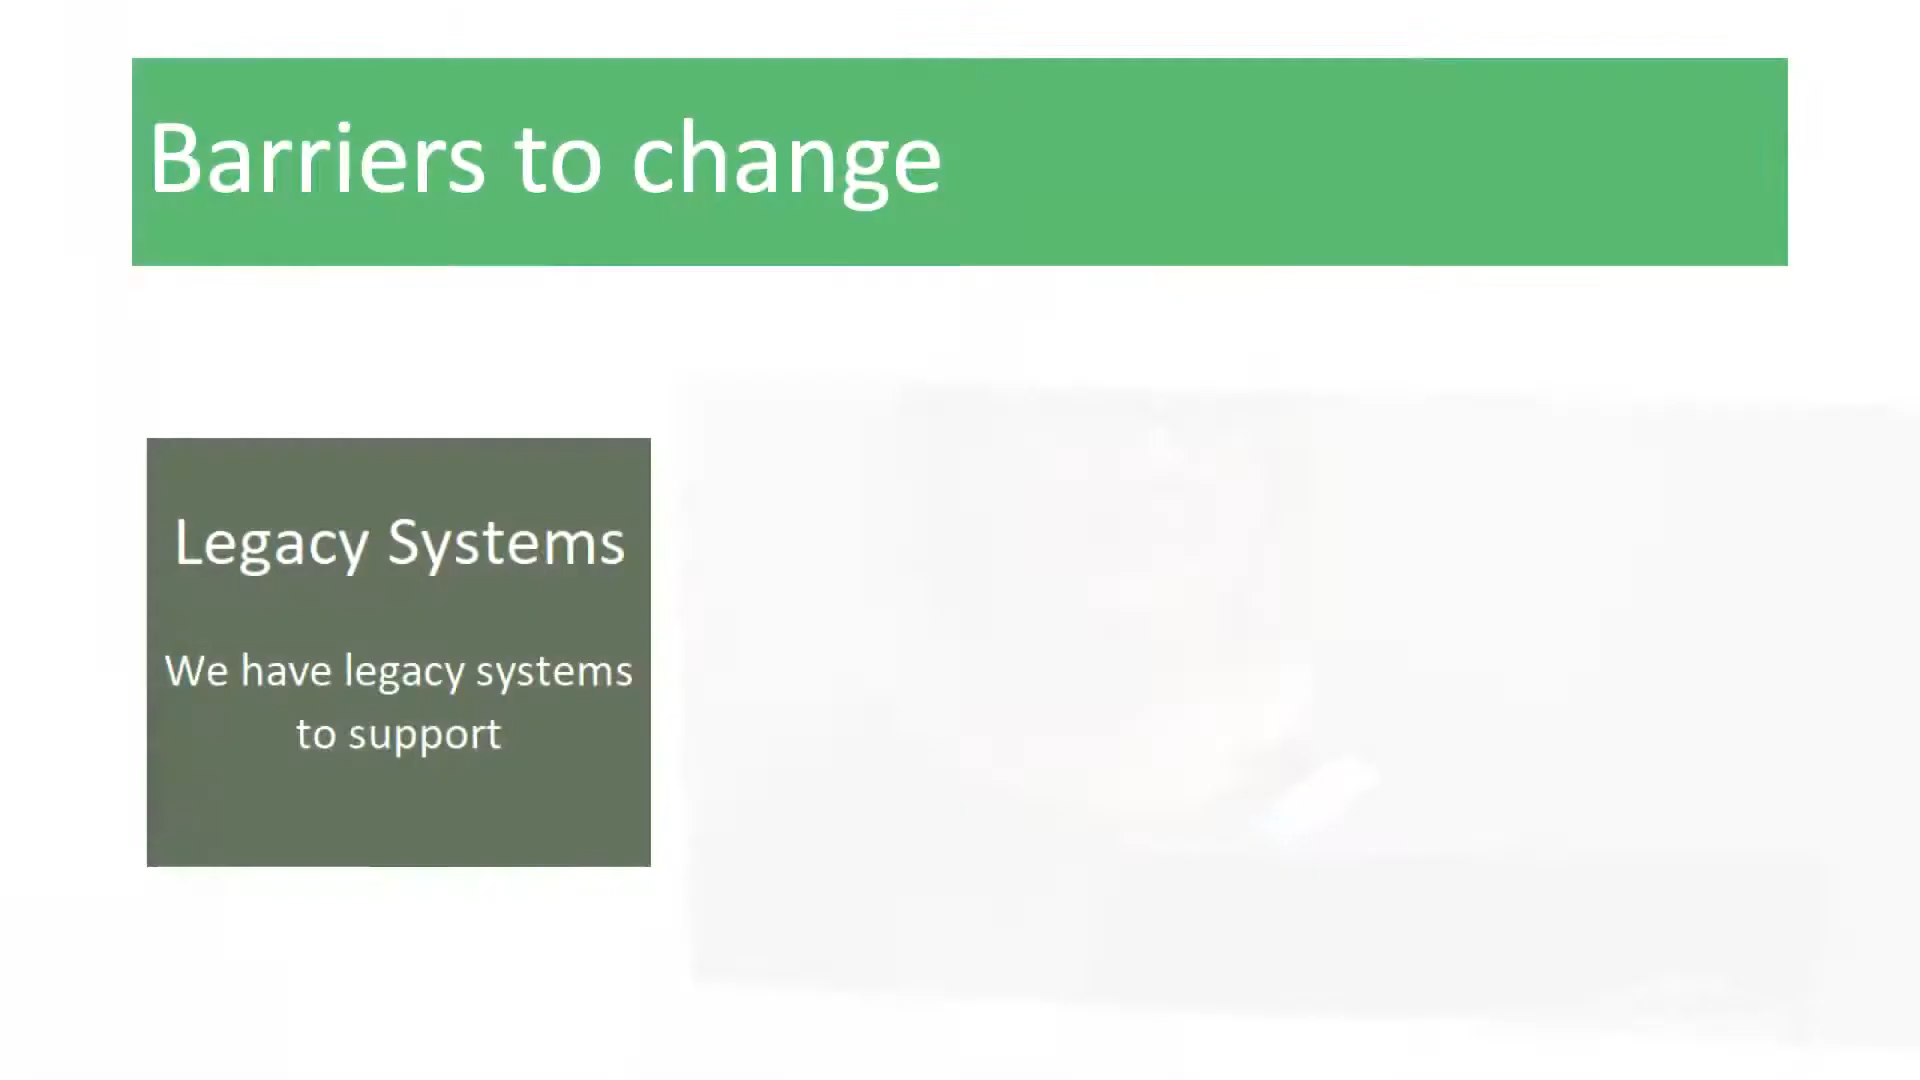 Barriers to change
Legacy Systems
We have legacy systems
to support